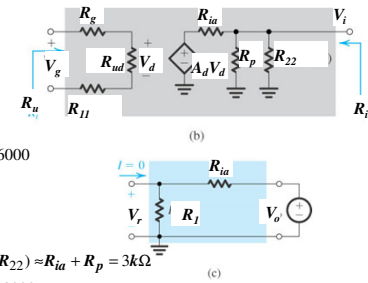 R_g
R_ia
V_i
+
V_g
-
R_ud
+
V_d
-
+
-
A_dV_d
R_p
R_22
)
R_u
R_11
R_i
(b)
6000
I = 0
R_ia
+
V_r
-
R_1
V_o
+
-
R_22) ≈ R_ia + R_p = 3kΩ
(c)